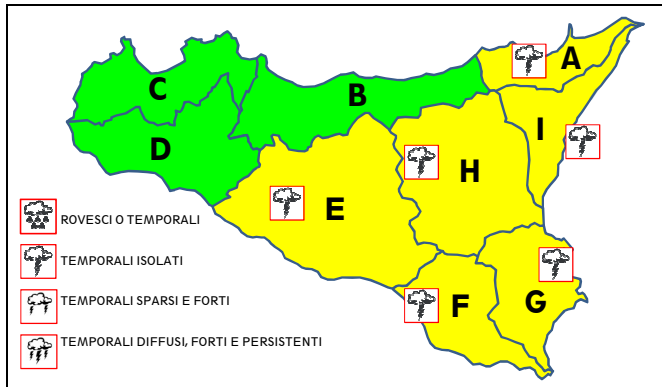 A
C
B
I
D
H
E
ROVESCI O TEMPORALI
TEMPORALI ISOLATI
F
G
TEMPORALI SPARSI E FORTI
TEMPORALI DIFFUSI, FORTI E PERSISTENTI